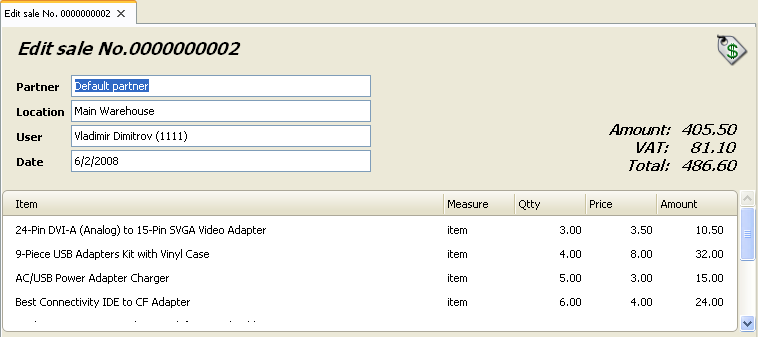 Edit sale No. 0000000002
Edit sale No.0000000002
$
Partner Default partner
Location Main Warehouse
User Vladimir Dimitrov (1111)
Date 6/2/2008
Amount: 405.50
VAT: 81.10
Total: 486.60
Item Measure Qtty Price Amount
24-Pin DVI-A (Analog) to 15-Pin SVGA Video Adapter item 3.00 3.50 10.50
9-Piece USB Adapters Kit with Vinyl Case item 4.00 8.00 32.00
AC/USB Power Adapter Charger item 5.00 3.00 15.00
Best Connectivity IDE to CF Adapter item 6.00 4.00 24.00